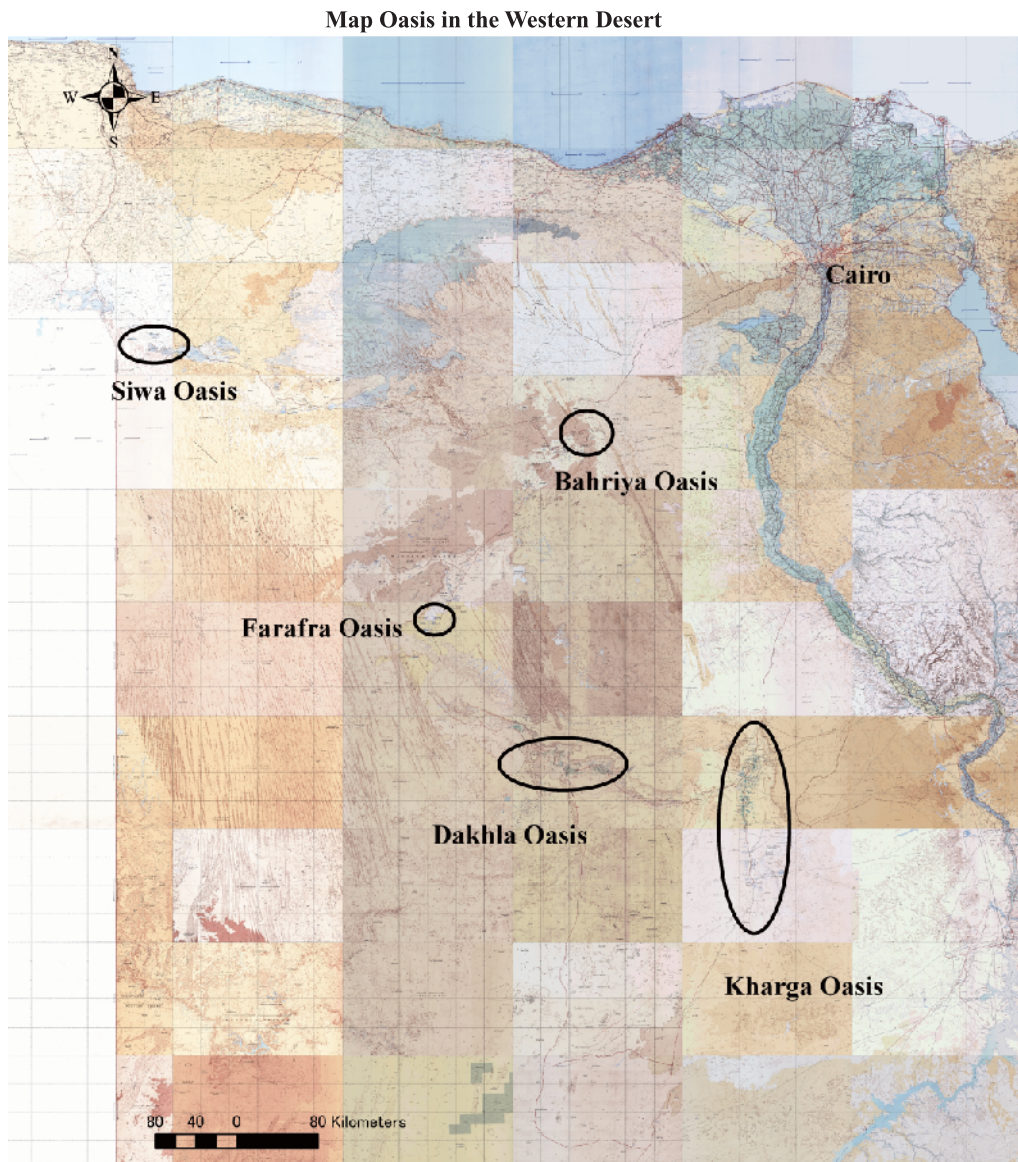 Map Oasis in the Western Desert
N
W E
S
Cairo
Siwa Oasis
Bahriya Oasis
Farafra Oasis
Dakhla Oasis
Kharga Oasis
80 40 0 80 Kilometers